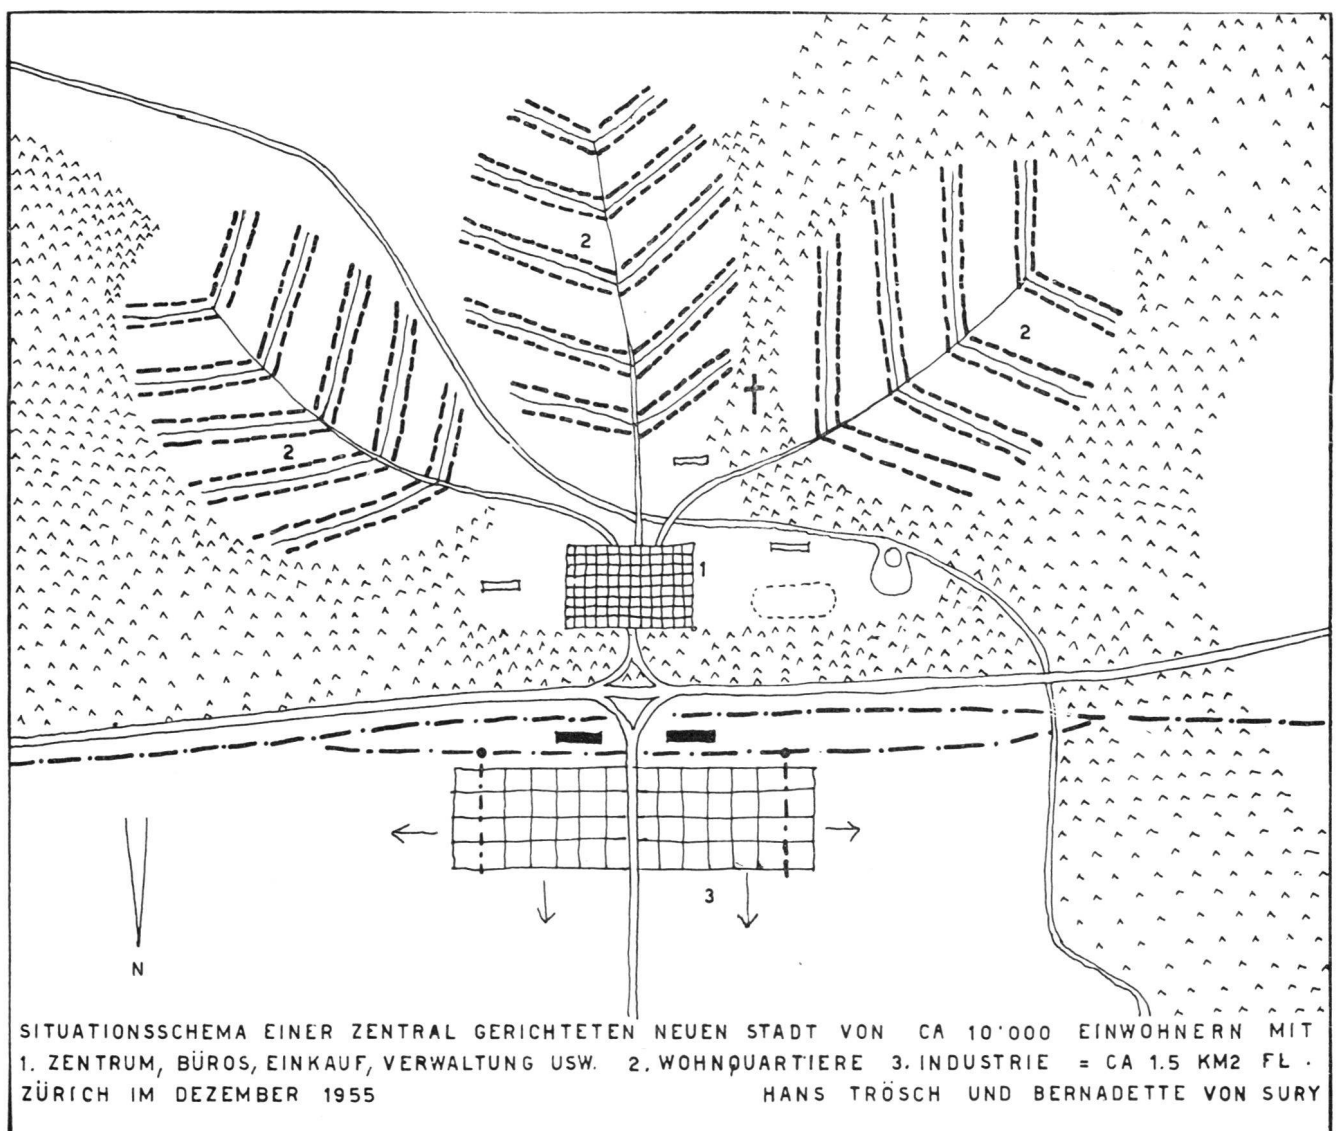 2
2
2
1
3
N
SITUATIONSSCHEMA EINER ZENTRAL GERICHTETEN NEUEN STADT VON CA 10'000 EINWOHNERN MIT
1. ZENTRUM, BÜROS, EINKAUF, VERWALTUNG USW. 2. WOHNQUARTIERE 3. INDUSTRIE = CA 1.5 KM2 FL.
ZÜRICH IM DEZEMBER 1955 HANS TRÖSCH UND BERNADETTE VON SURY